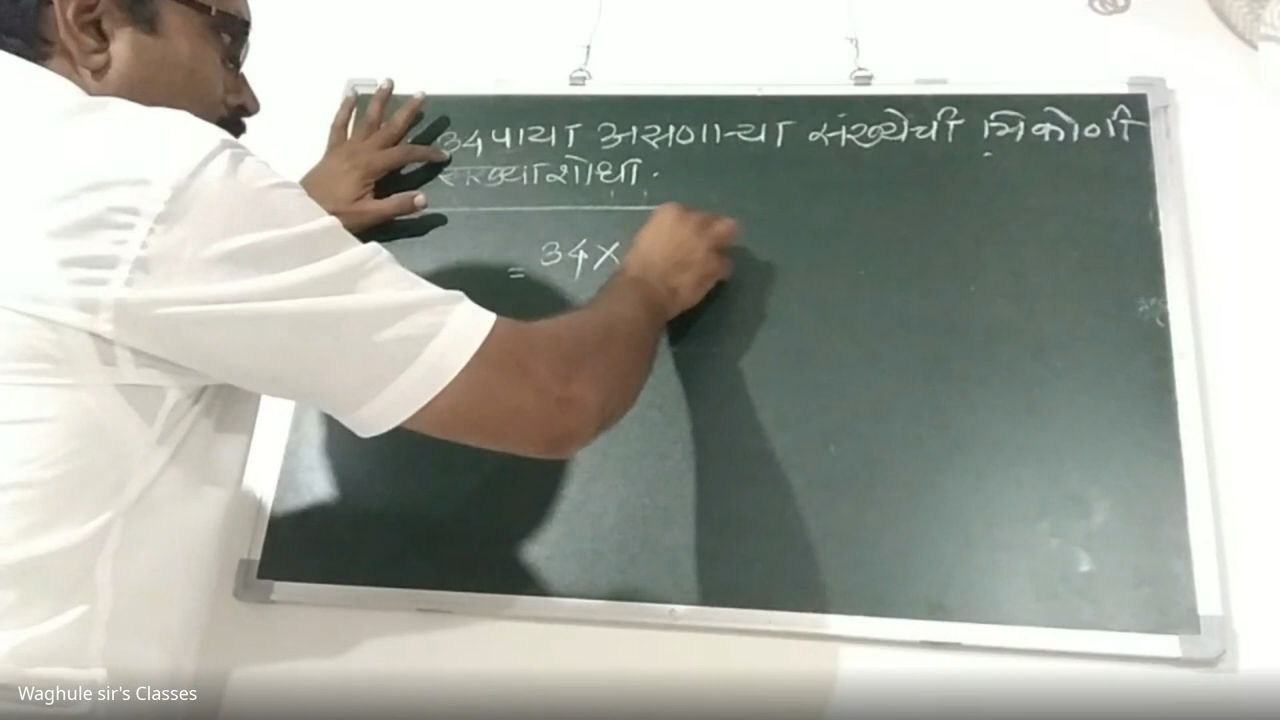 34 पाया असणाऱ्या संख्येची त्रिकोणी
संख्या शोधा.
= 34×
Waghule sir's Classes